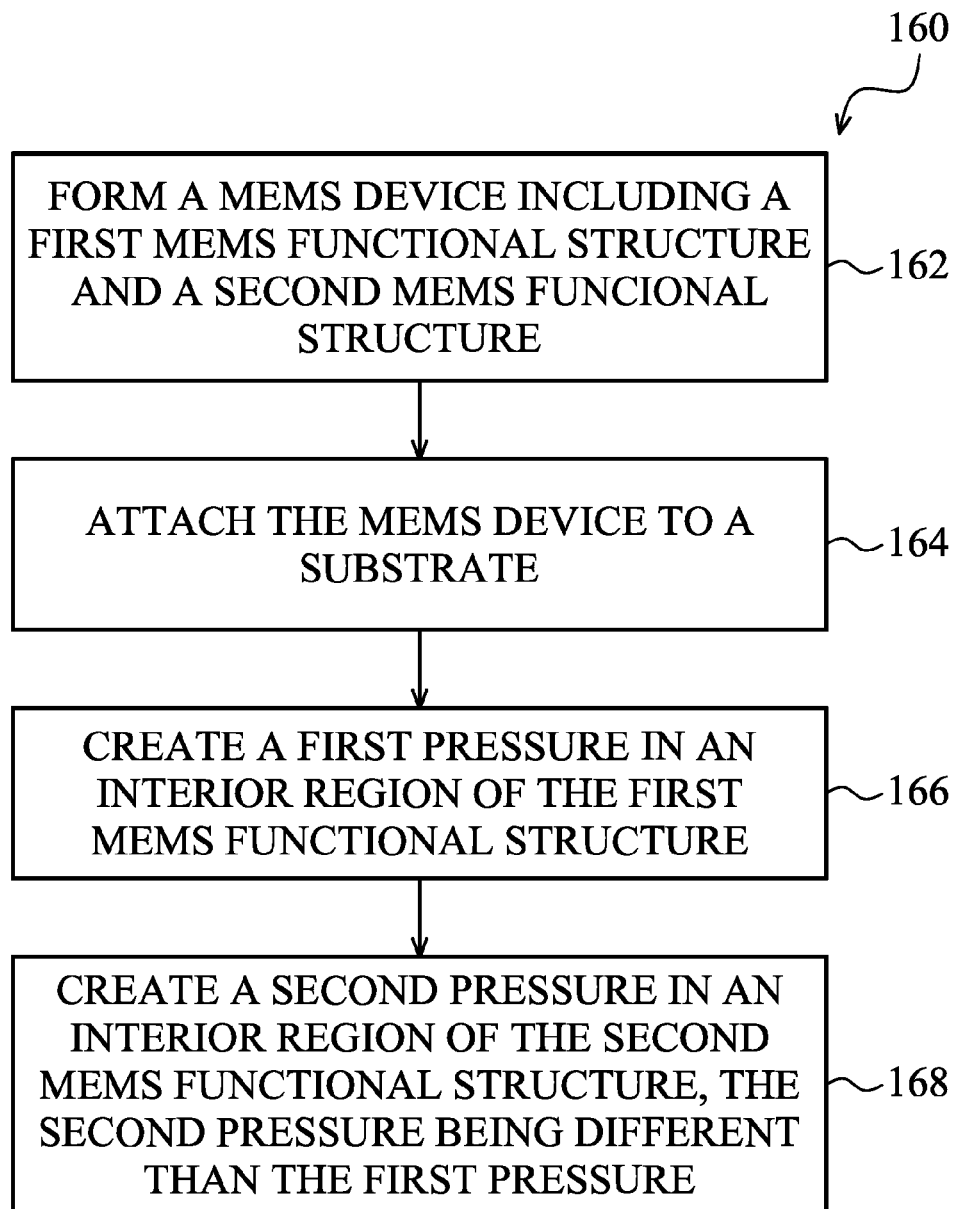 160
FORM A MEMS DEVICE INCLUDING A
FIRST MEMS FUNCTIONAL STRUCTURE
AND A SECOND MEMS FUNCIONAL
STRUCTURE
162
ATTACH THE MEMS DEVICE TO A
SUBSTRATE
164
CREATE A FIRST PRESSURE IN AN
INTERIOR REGION OF THE FIRST
MEMS FUNCTIONAL STRUCTURE
166
CREATE A SECOND PRESSURE IN AN
INTERIOR REGION OF THE SECOND
MEMS FUNCTIONAL STRUCTURE, THE
SECOND PRESSURE BEING DIFFERENT
THAN THE FIRST PRESSURE
168